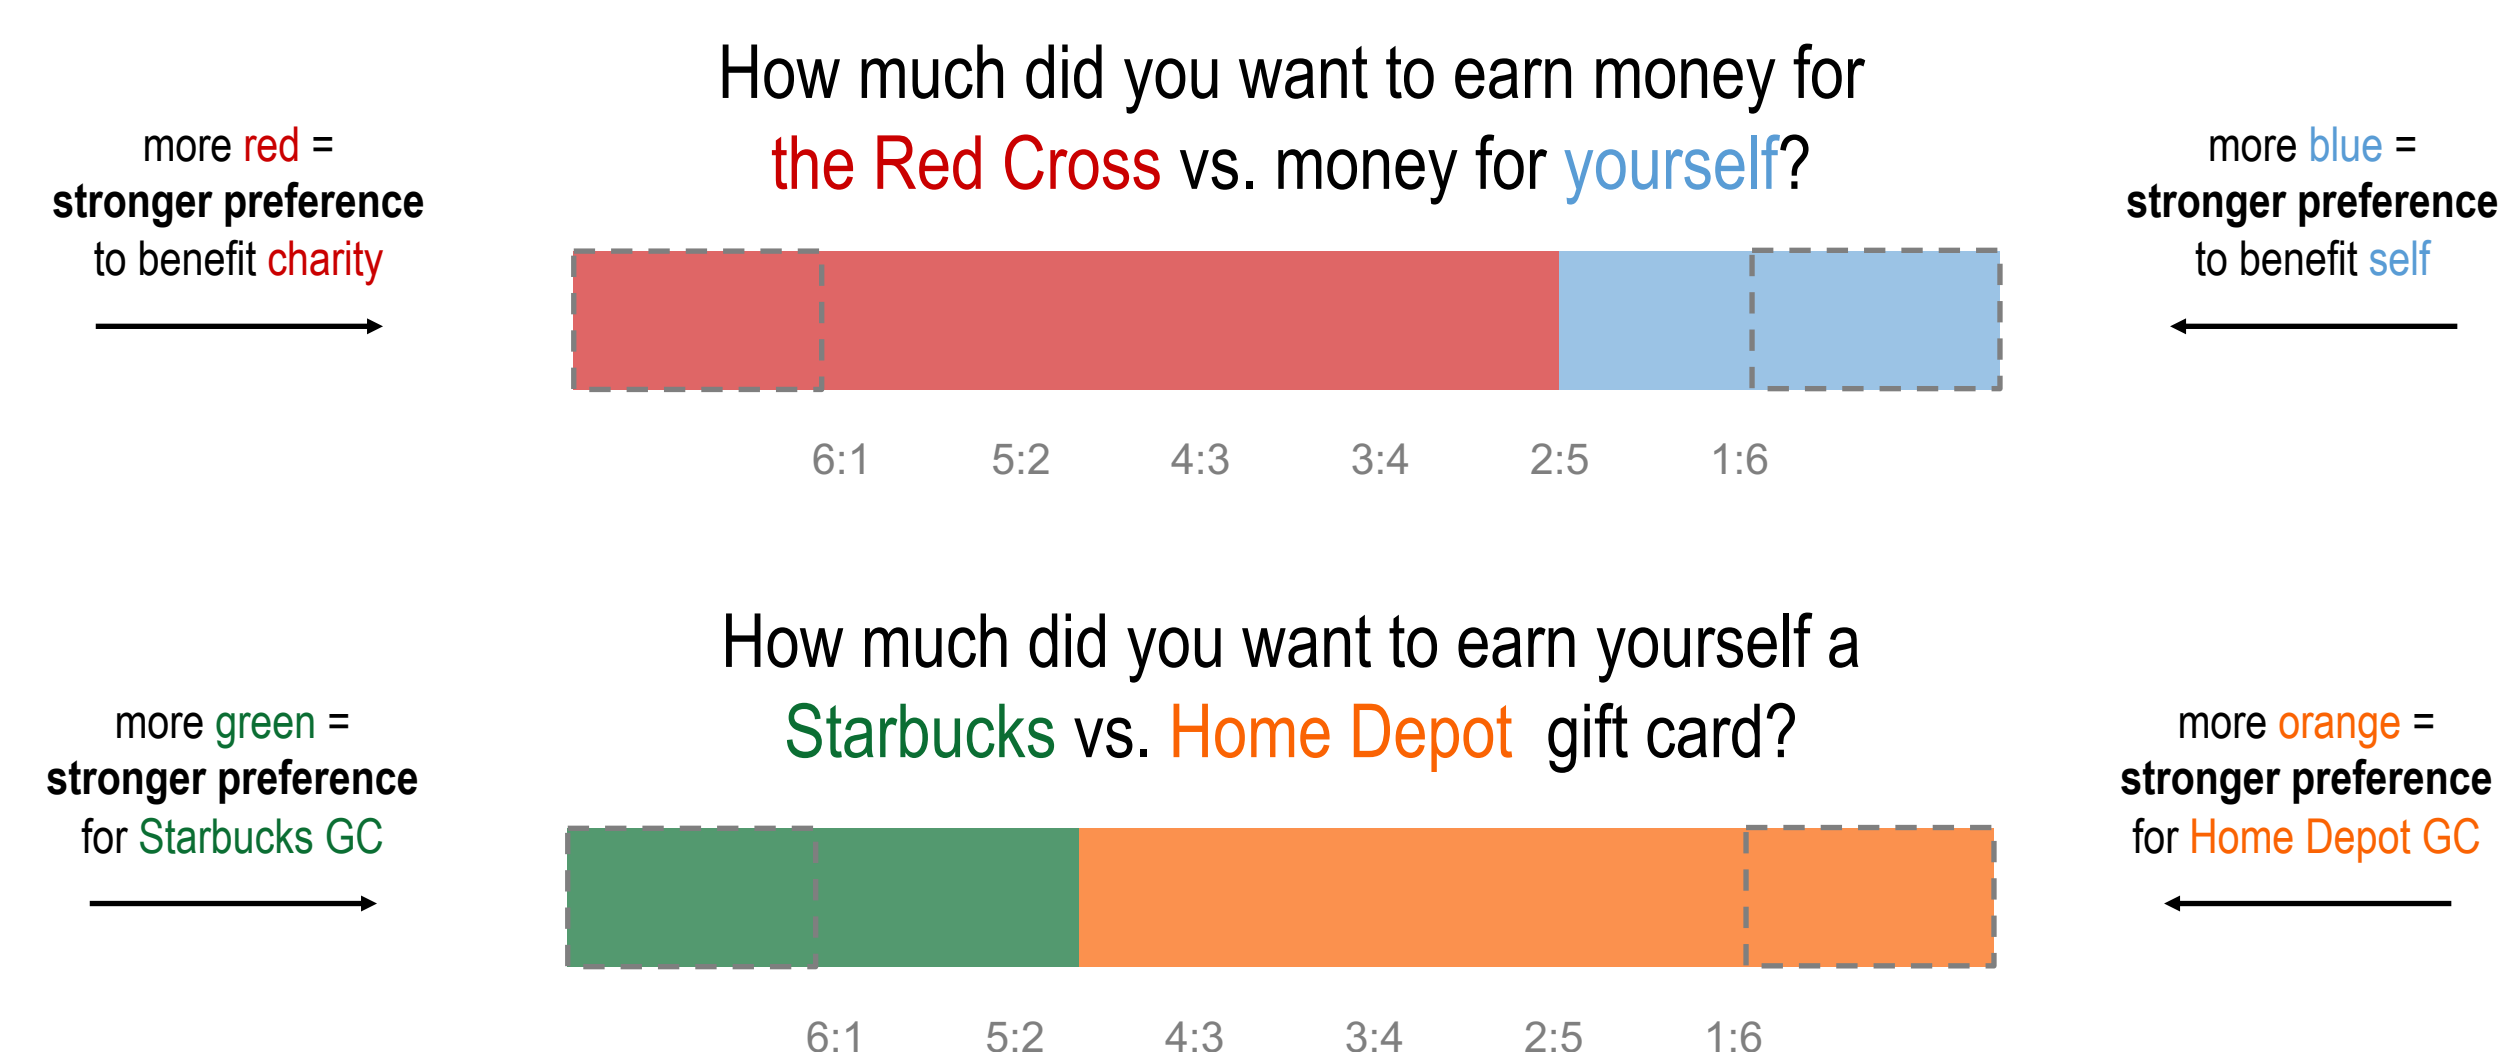 How much did you want to earn money for
the Red Cross vs. money for yourself?
more red =
stronger preference
to benefit charity
more blue =
stronger preference
to benefit self
6:1 5:2 4:3 3:4 2:5 1:6
How much did you want to earn yourself a
Starbucks vs. Home Depot gift card?
more green =
stronger preference
for Starbucks GC
more orange =
stronger preference
for Home Depot GC
6:1 5:2 4:3 3:4 2:5 1:6